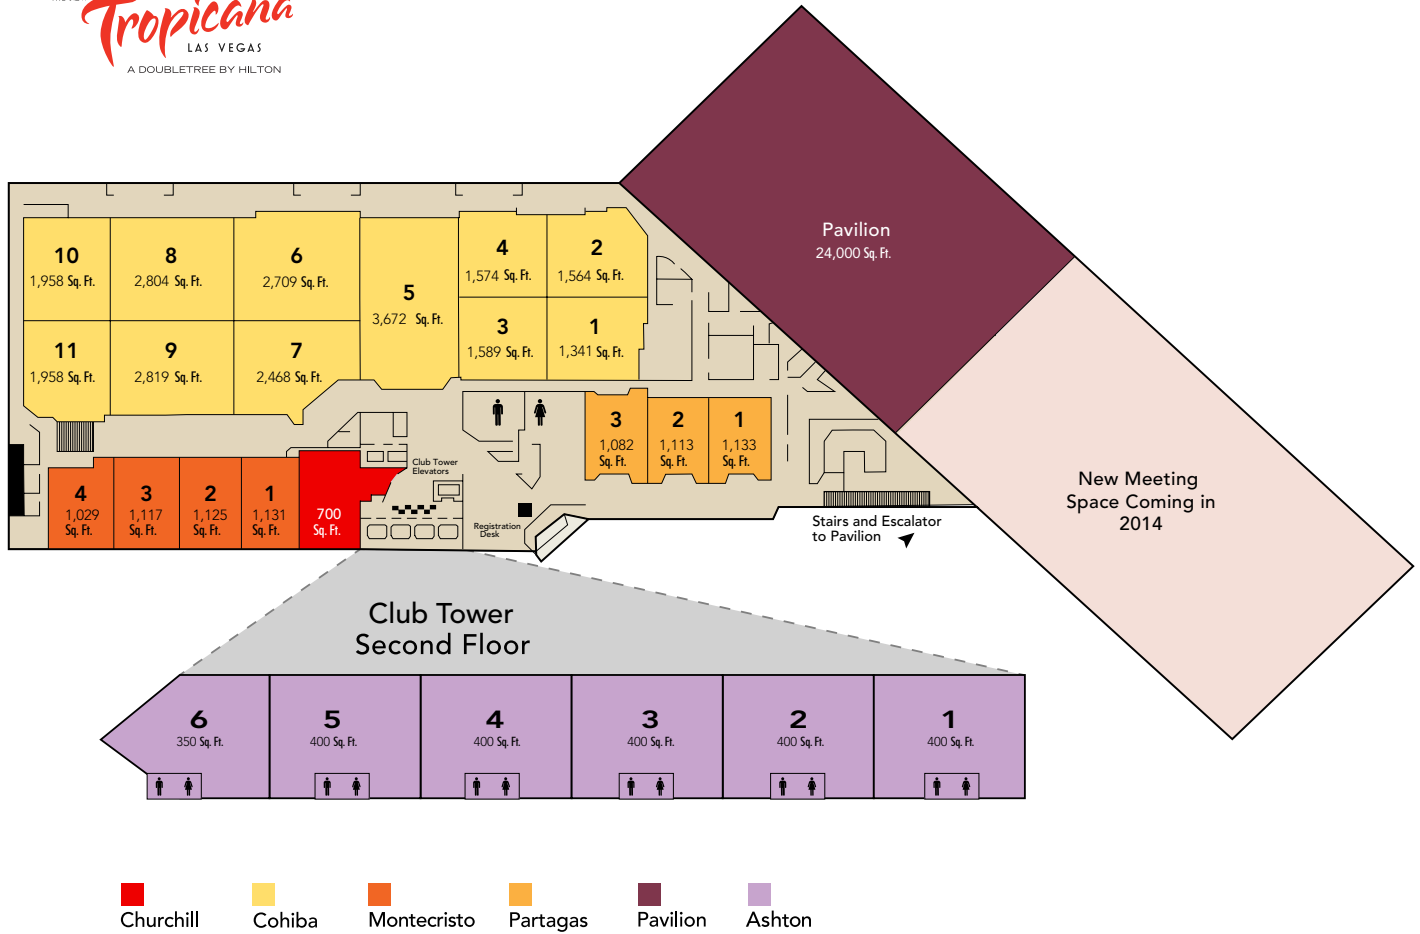 Tropicana
LAS VEGAS
A DOUBLETREE BY HILTON
Pavilion
24,000 Sq. Ft.
10
1,958 Sq. Ft.
8
2,804 Sq. Ft.
6
2,709 Sq. Ft.
5
3,672 Sq. Ft.
4
1,574 Sq. Ft.
2
1,564 Sq. Ft.
11
1,958 Sq. Ft.
9
2,819 Sq. Ft.
7
2,468 Sq. Ft.
3
1,589 Sq. Ft.
1
1,341 Sq. Ft.
3
1,082
Sq. Ft.
2
1,113
Sq. Ft.
1
1,133
Sq. Ft.
Club Tower
Elevators
4
1,029
Sq. Ft.
3
1,117
Sq. Ft.
2
1,125
Sq. Ft.
1
1,131
Sq. Ft.
700
Sq. Ft.
Registration
Desk
Stairs and Escalator
to Pavilion
New Meeting
Space Coming in
2014
Club Tower
Second Floor
6
350 Sq. Ft.
5
400 Sq. Ft.
4
400 Sq. Ft.
3
400 Sq. Ft.
2
400 Sq. Ft.
1
400 Sq. Ft.
Churchill
Cohiba
Montecristo
Partagas
Pavilion
Ashton